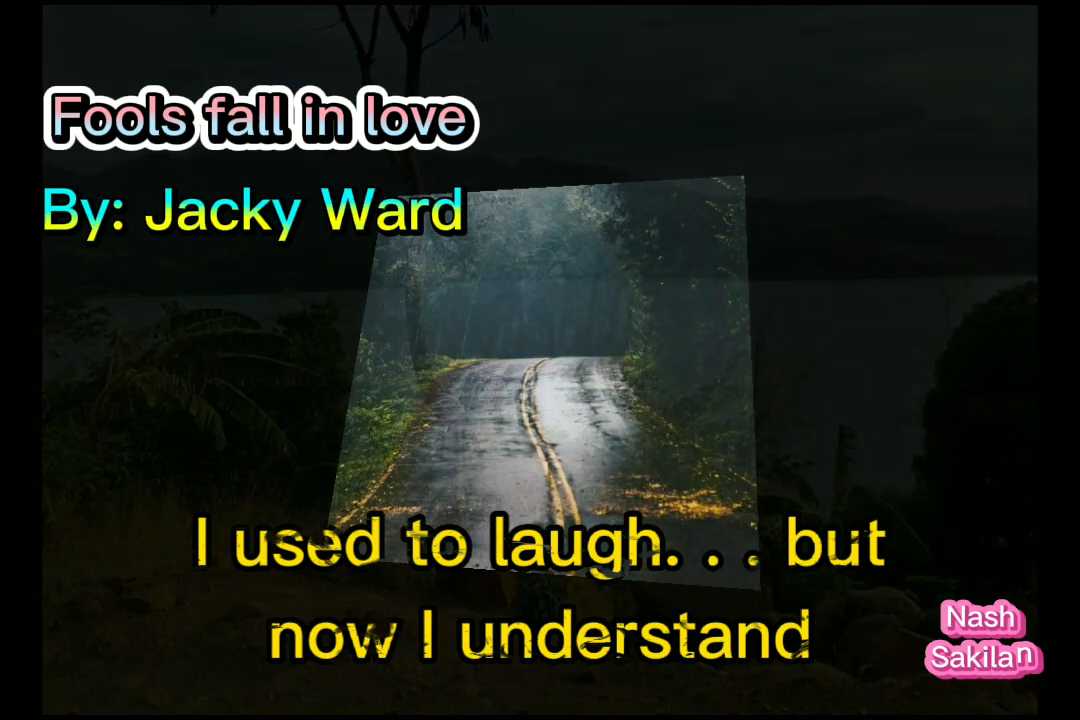 Fools fall in love
By: Jacky Ward
I used to laugh. . . but
now I understand
Nash
Sakilan